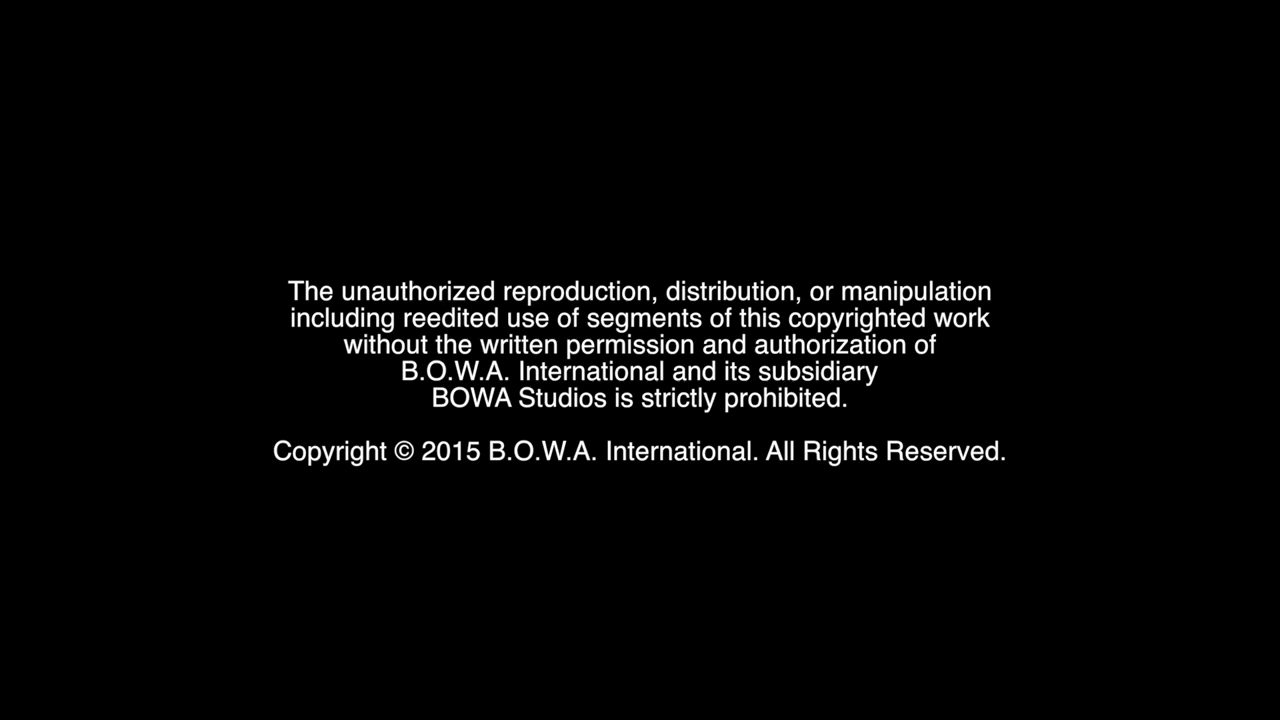 The unauthorized reproduction, distribution, or manipulation
including reedited use of segments of this copyrighted work
without the written permission and authorization of
B.O.W.A. International and its subsidiary
BOWA Studios is strictly prohibited.
Copyright © 2015 B.O.W.A. International. All Rights Reserved.